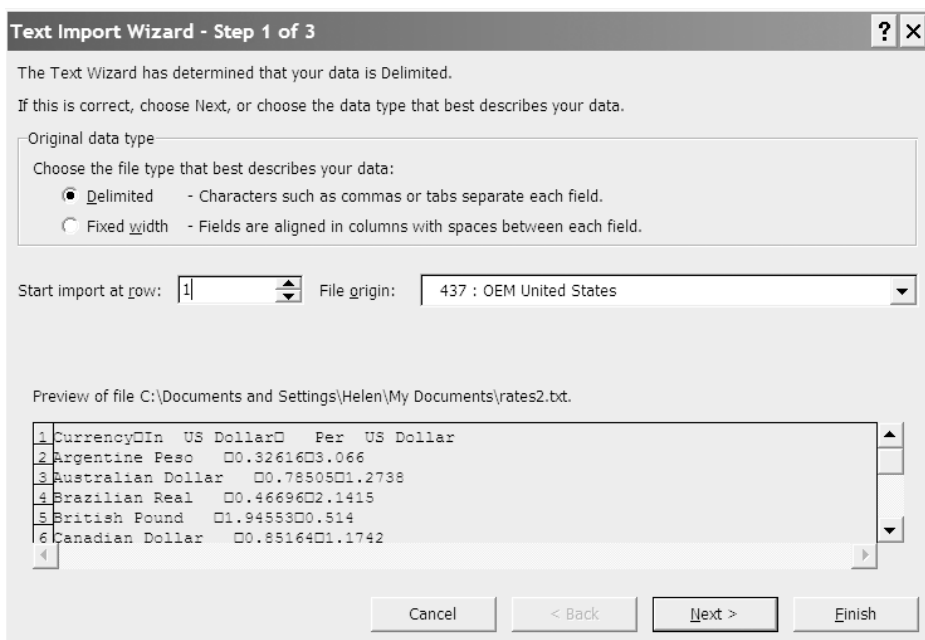 Text Import Wizard - Step 1 of 3 ? X
The Text Wizard has determined that your data is Delimited.
If this is correct, choose Next, or choose the data type that best describes your data.
Original data type
Choose the file type that best describes your data:
Delimited - Characters such as commas or tabs separate each field.
Fixed width - Fields are aligned in columns with spaces between each field.
Start import at row: 1 File origin: 437 : OEM United States
Preview of file C:\Documents and Settings\Helen\My Documents\rates2.txt.
1 Currency□In  US Dollar□   Per  US Dollar
2 Argentine Peso   □0.32616□3.066
3 Australian Dollar   □0.78505□1.2738
4 Brazilian Real   □0.46696□2.1415
5 British Pound   □1.94553□0.514
6 Canadian Dollar   □0.85164□1.1742
Cancel < Back Next > Finish